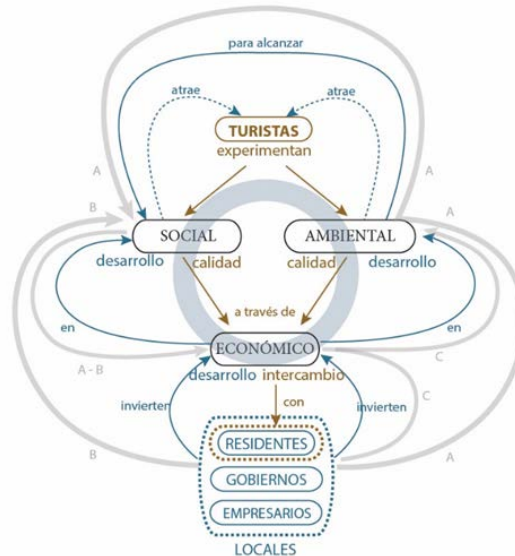 para alcanzar
atrae
atrae
TURISTAS
experimentan
A
A
B
A
SOCIAL
AMBIENTAL
desarrollo
calidad
calidad
desarrollo
a través de
en
en
ECONÓMICO
A - B
C
desarrollo
intercambio
C
invierten
con
invierten
RESIDENTES
B
A
GOBIERNOS
EMPRESARIOS
LOCALES